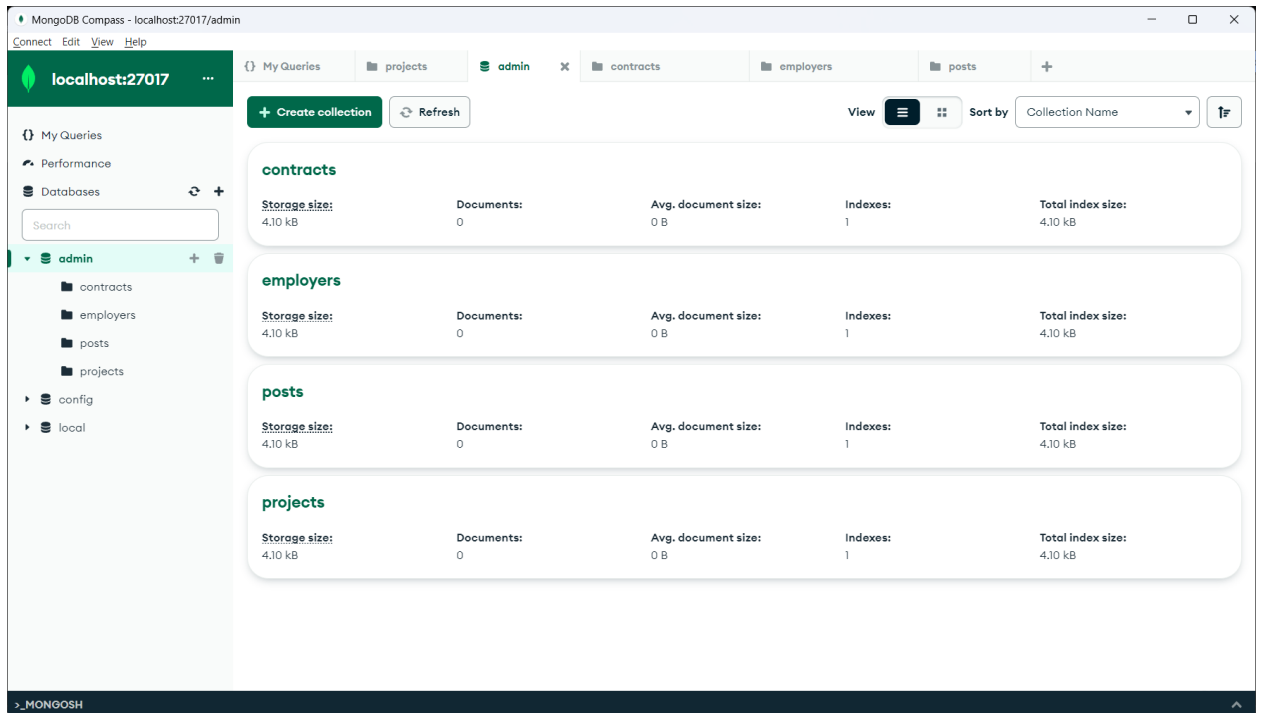 MongoDB Compass - localhost:27017/admin
Connect Edit View Help
localhost:27017 ...
{} My Queries projects admin contracts employers posts
Create collection Refresh View Sort by Collection Name
{} My Queries
Performance
Databases
Search
admin
contracts
employers
posts
projects
config
local
contracts
Storage size: Documents: Avg. document size: Indexes: Total index size:
4.10 kB 0 0 B 1 4.10 kB
employers
Storage size: Documents: Avg. document size: Indexes: Total index size:
4.10 kB 0 0 B 1 4.10 kB
posts
Storage size: Documents: Avg. document size: Indexes: Total index size:
4.10 kB 0 0 B 1 4.10 kB
projects
Storage size: Documents: Avg. document size: Indexes: Total index size:
4.10 kB 0 0 B 1 4.10 kB
>_MONGOSH